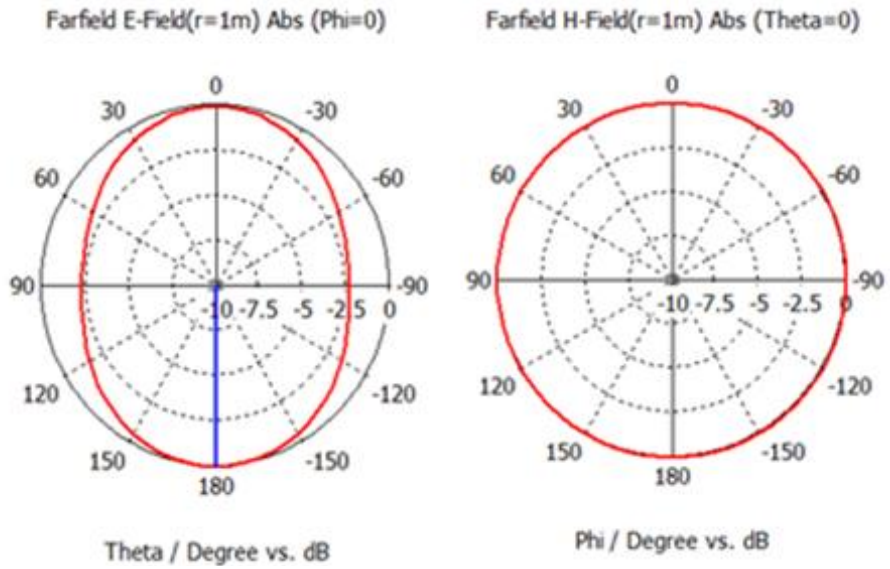 Farfield E-Field(r=1m) Abs (Phi=0)
0
30 -30
60 -60
90 -90
-10 -7.5 -5 -2.5 0
120 -120
150 -150
180
Theta / Degree vs. dB
Farfield H-Field(r=1m) Abs (Theta=0)
0
30 -30
60 -60
90 -90
-10 -7.5 -5 -2.5 0
120 -120
150 -150
180
Phi / Degree vs. dB